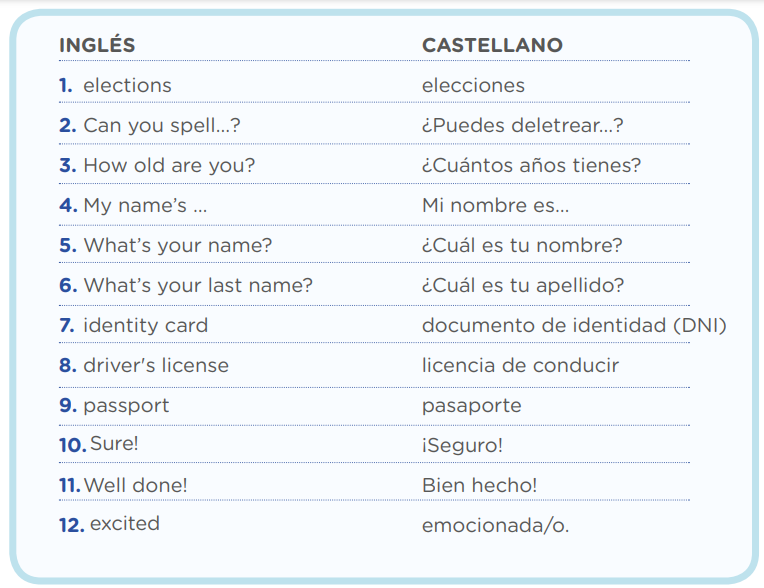 INGLÉS CASTELLANO
1. elections elecciones
2. Can you spell...? ¿Puedes deletrear...?
3. How old are you? ¿Cuántos años tienes?
4. My name’s ... Mi nombre es...
5. What’s your name? ¿Cuál es tu nombre?
6. What’s your last name? ¿Cuál es tu apellido?
7. identity card documento de identidad (DNI)
8. driver's license licencia de conducir
9. passport pasaporte
10. Sure! ¡Seguro!
11. Well done! Bien hecho!
12. excited emocionada/o.